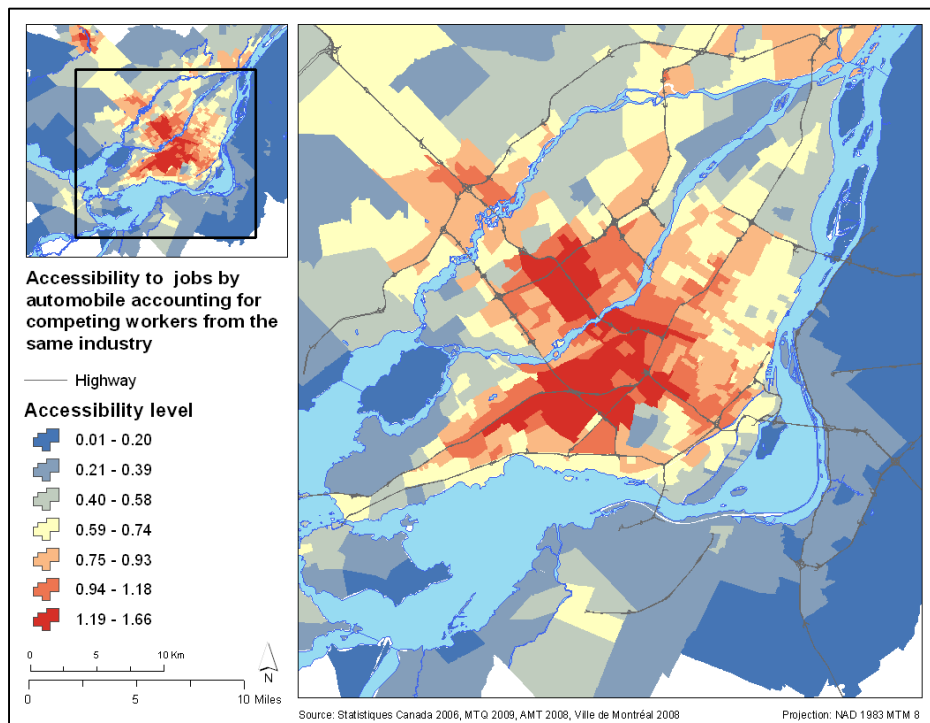 Accessibility to jobs by
automobile accounting for
competing workers from the
same industry
Highway
Accessibility level
0.01 - 0.20
0.21 - 0.39
0.40 - 0.58
0.59 - 0.74
0.75 - 0.93
0.94 - 1.18
1.19 - 1.66
0 5 10 Km
0 5 10 Miles
N
Source: Statistiques Canada 2006, MTQ 2009, AMT 2008, Ville de Montréal 2008 Projection: NAD 1983 MTM 8